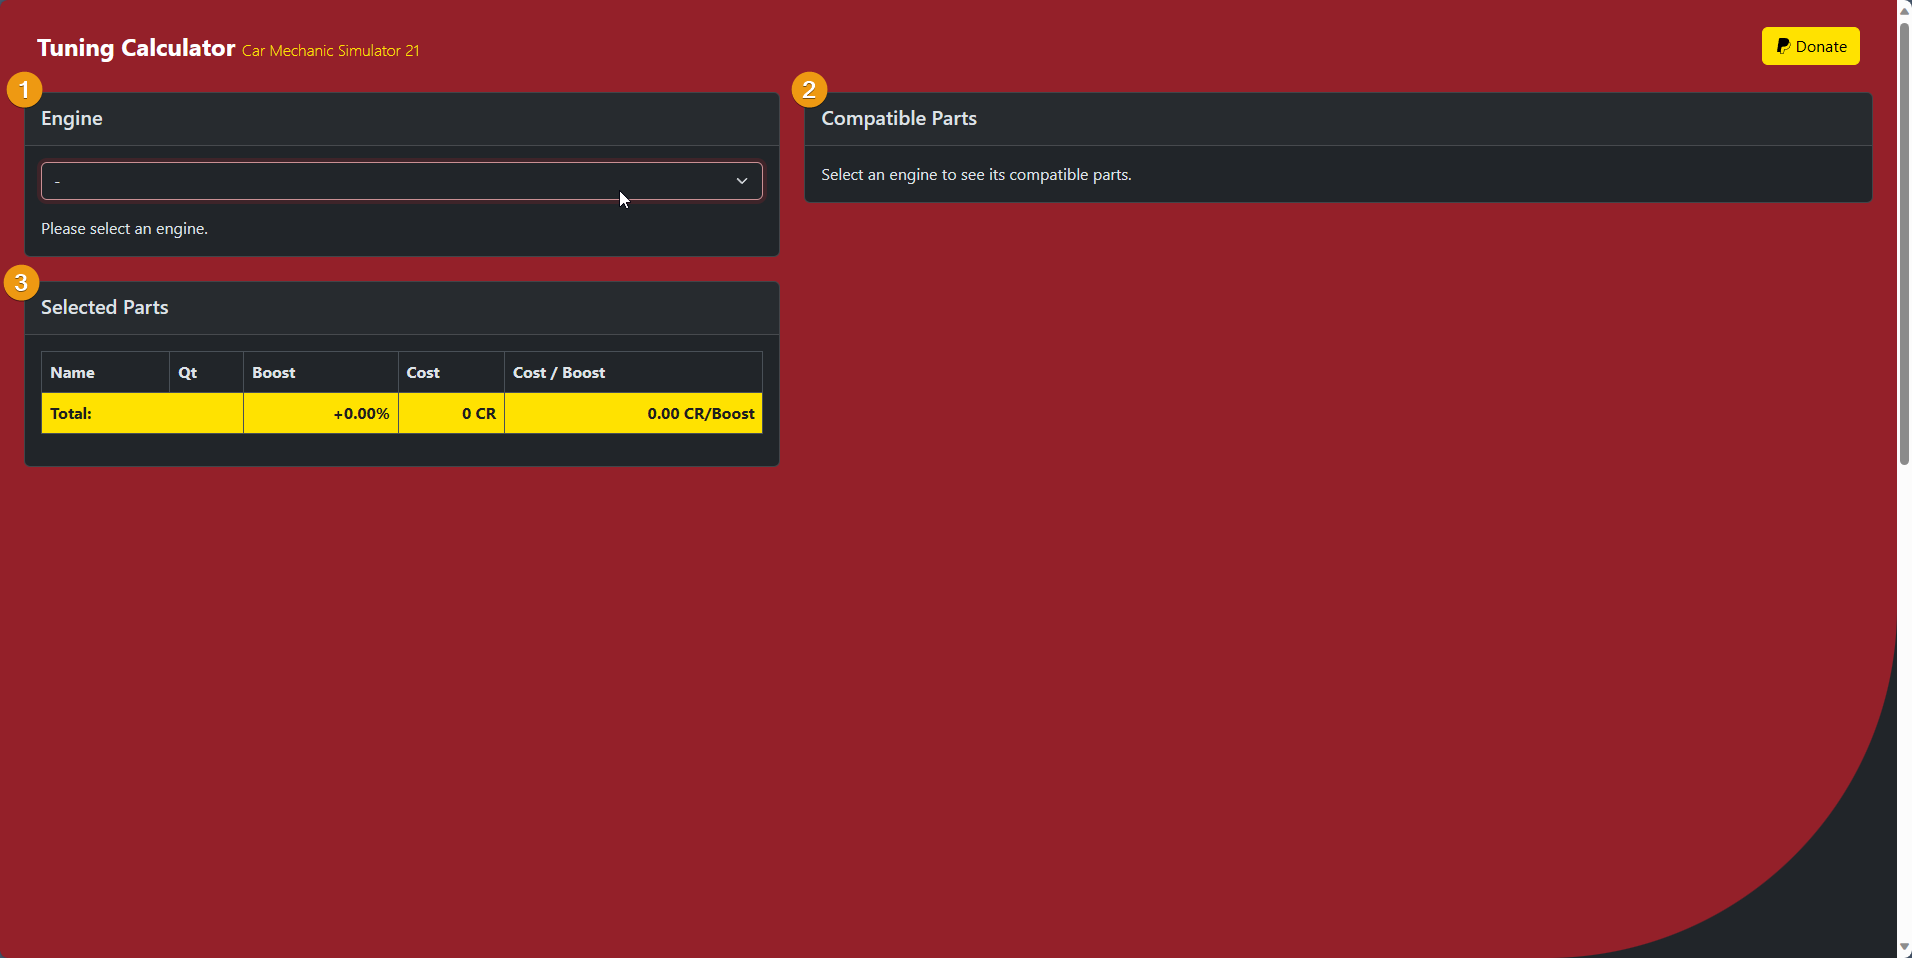 Tuning Calculator Car Mechanic Simulator 21
Donate
1
Engine
-
Please select an engine.
2
Compatible Parts
Select an engine to see its compatible parts.
3
Selected Parts
Name Qt Boost Cost Cost / Boost
Total: +0.00% 0 CR 0.00 CR/Boost